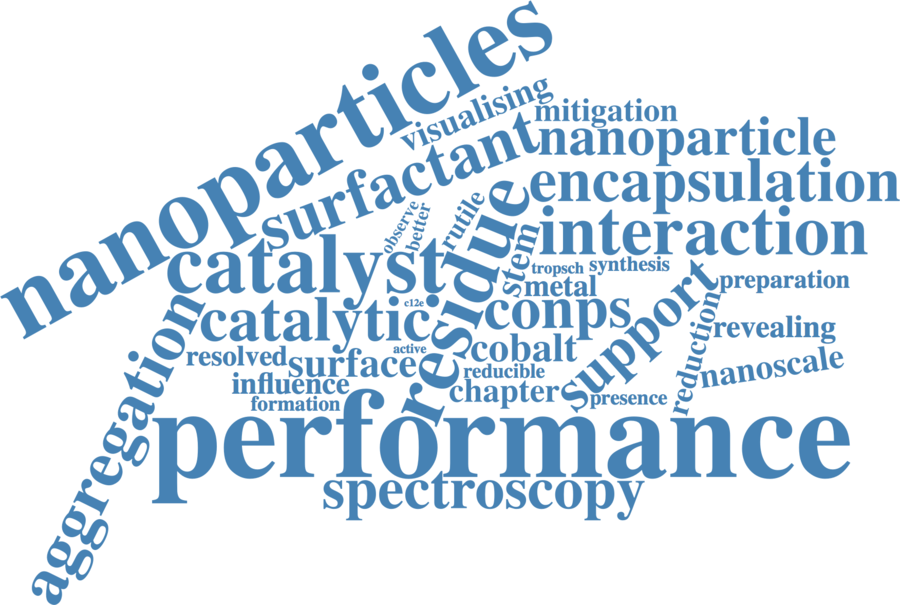 nanoparticles
visualising
mitigation
surfactant
nanoparticle
encapsulation
observe
better
rutile
residue
interaction
stem
catalyst
tropsch
synthesis
metal
support
preparation
c12e
catalytic
conps
reduction
revealing
aggregation
resolved
surface
active
cobalt
nanoscale
influence
reducible
chapter
presence
formation
performance
spectroscopy